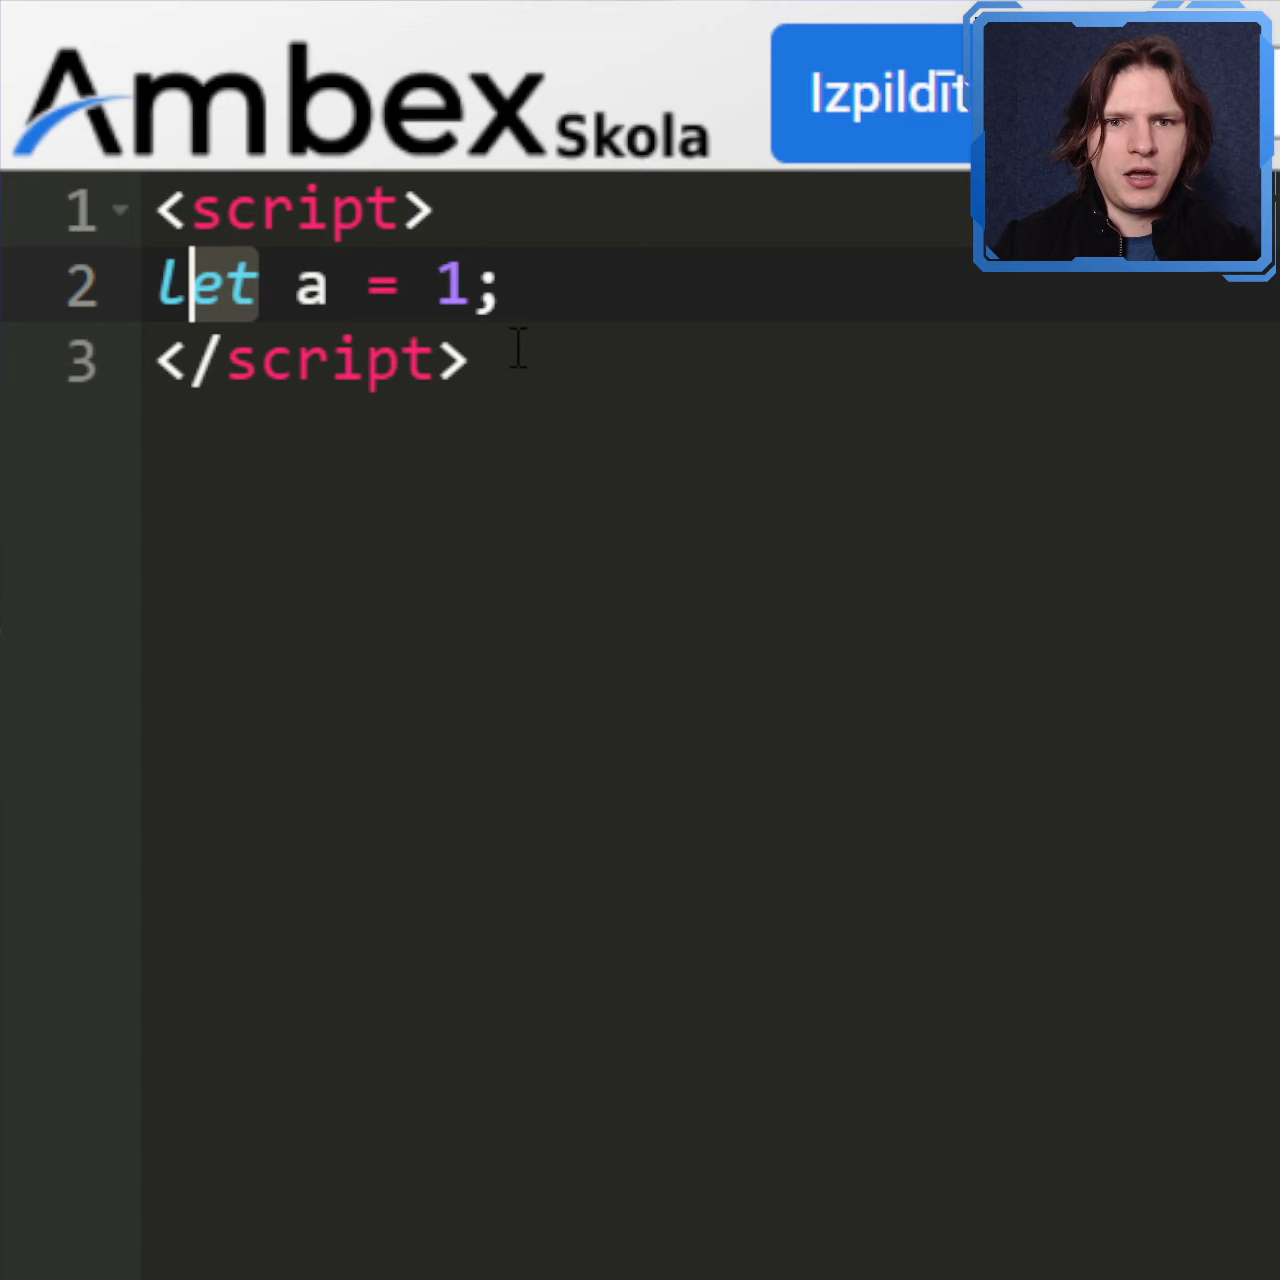 Ambex Skola
Izpildīt
1 <script>
2 let a = 1;
3 </script>